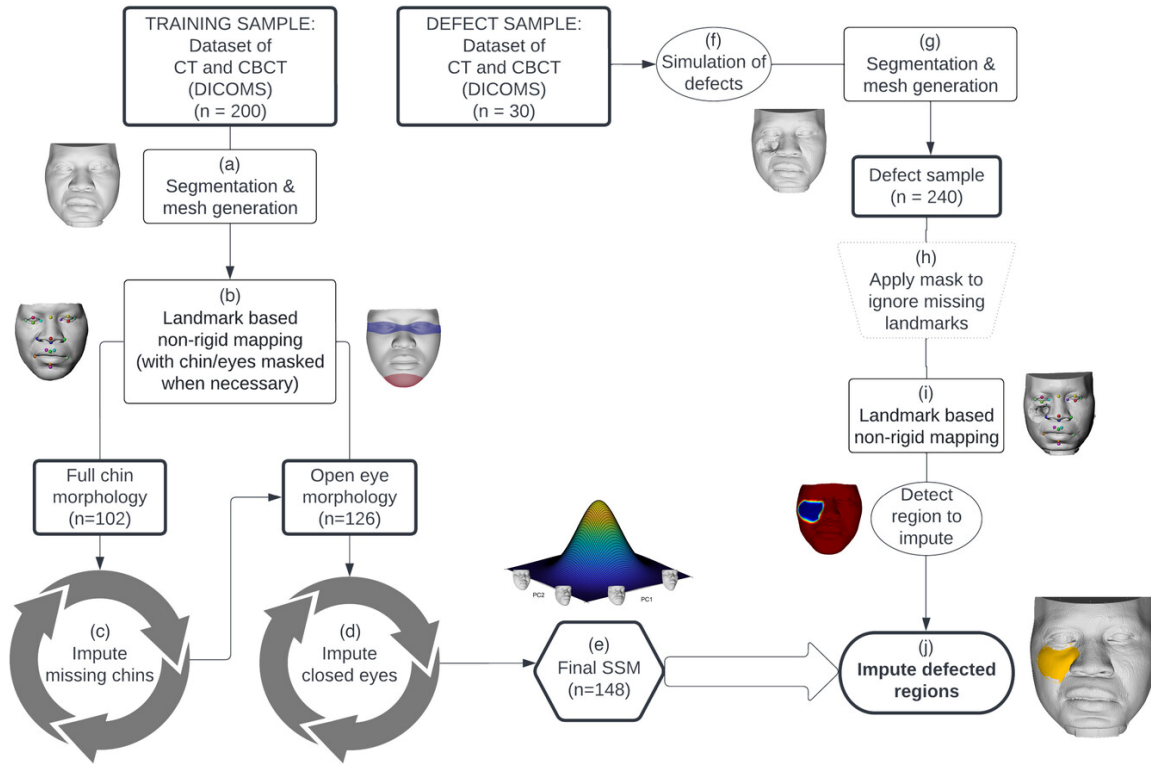 TRAINING SAMPLE:
Dataset of
CT and CBCT
(DICOMS)
(n = 200)
(a)
Segmentation &
mesh generation
(b)
Landmark based
non-rigid mapping
(with chin/eyes masked
when necessary)
Full chin
morphology
(n=102)
Open eye
morphology
(n=126)
(c)
Impute
missing chins
(d)
Impute
closed eyes
PC2
PC1
(e)
Final SSM
(n=148)
DEFECT SAMPLE:
Dataset of
CT and CBCT
(DICOMS)
(n = 30)
(f)
Simulation of
defects
(g)
Segmentation &
mesh generation
Defect sample
(n = 240)
(h)
Apply mask to
ignore missing
landmarks
(i)
Landmark based
non-rigid mapping
Detect
region to
impute
(j)
Impute defected
regions